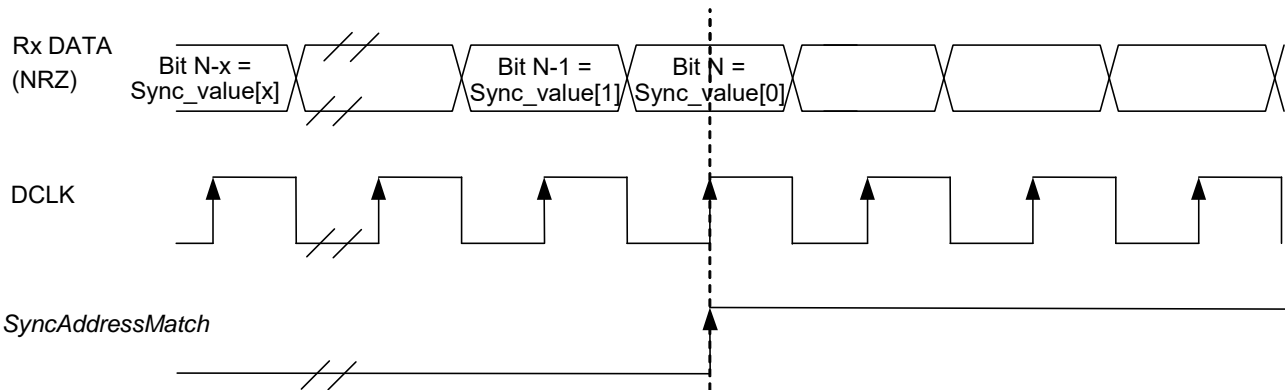 Rx DATA
(NRZ)
Bit N-x =
Sync_value[x]
Bit N-1 =
Sync_value[1]
Bit N =
Sync_value[0]
DCLK
SyncAddressMatch